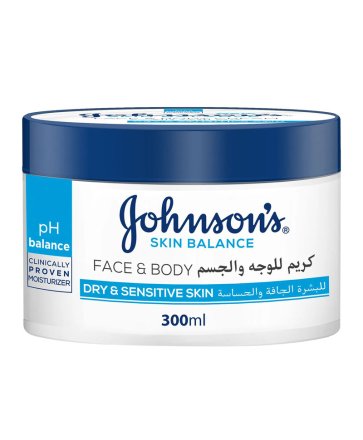 Johnson's®
SKIN BALANCE
pH
balance
CLINICALLY
PROVEN
MOISTURIZER
FACE & BODY كريم للوجه والجسم
DRY & SENSITIVE SKIN للبشرة الجافة والحساسة
300ml